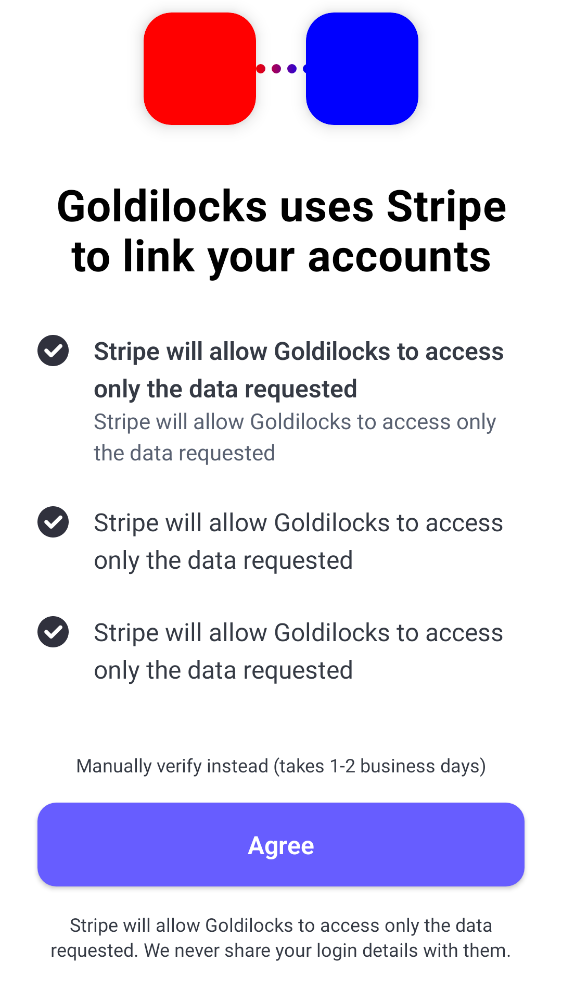 Goldilocks uses Stripe
to link your accounts
Stripe will allow Goldilocks to access
only the data requested
Stripe will allow Goldilocks to access only
the data requested
Stripe will allow Goldilocks to access
only the data requested
Stripe will allow Goldilocks to access
only the data requested
Manually verify instead (takes 1-2 business days)
Agree
Stripe will allow Goldilocks to access only the data
requested. We never share your login details with them.